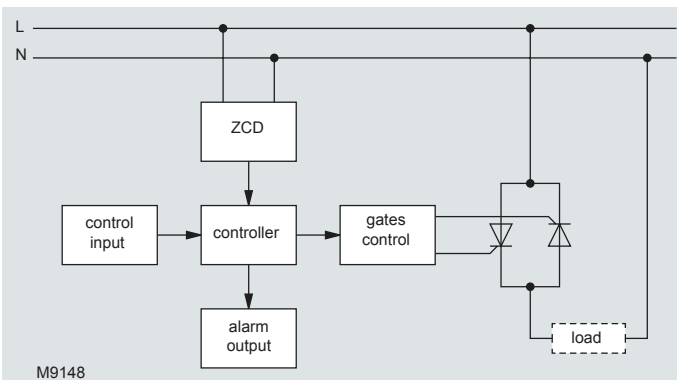 L
N
ZCD
control
input
controller
gates
control
alarm
output
load
M9148